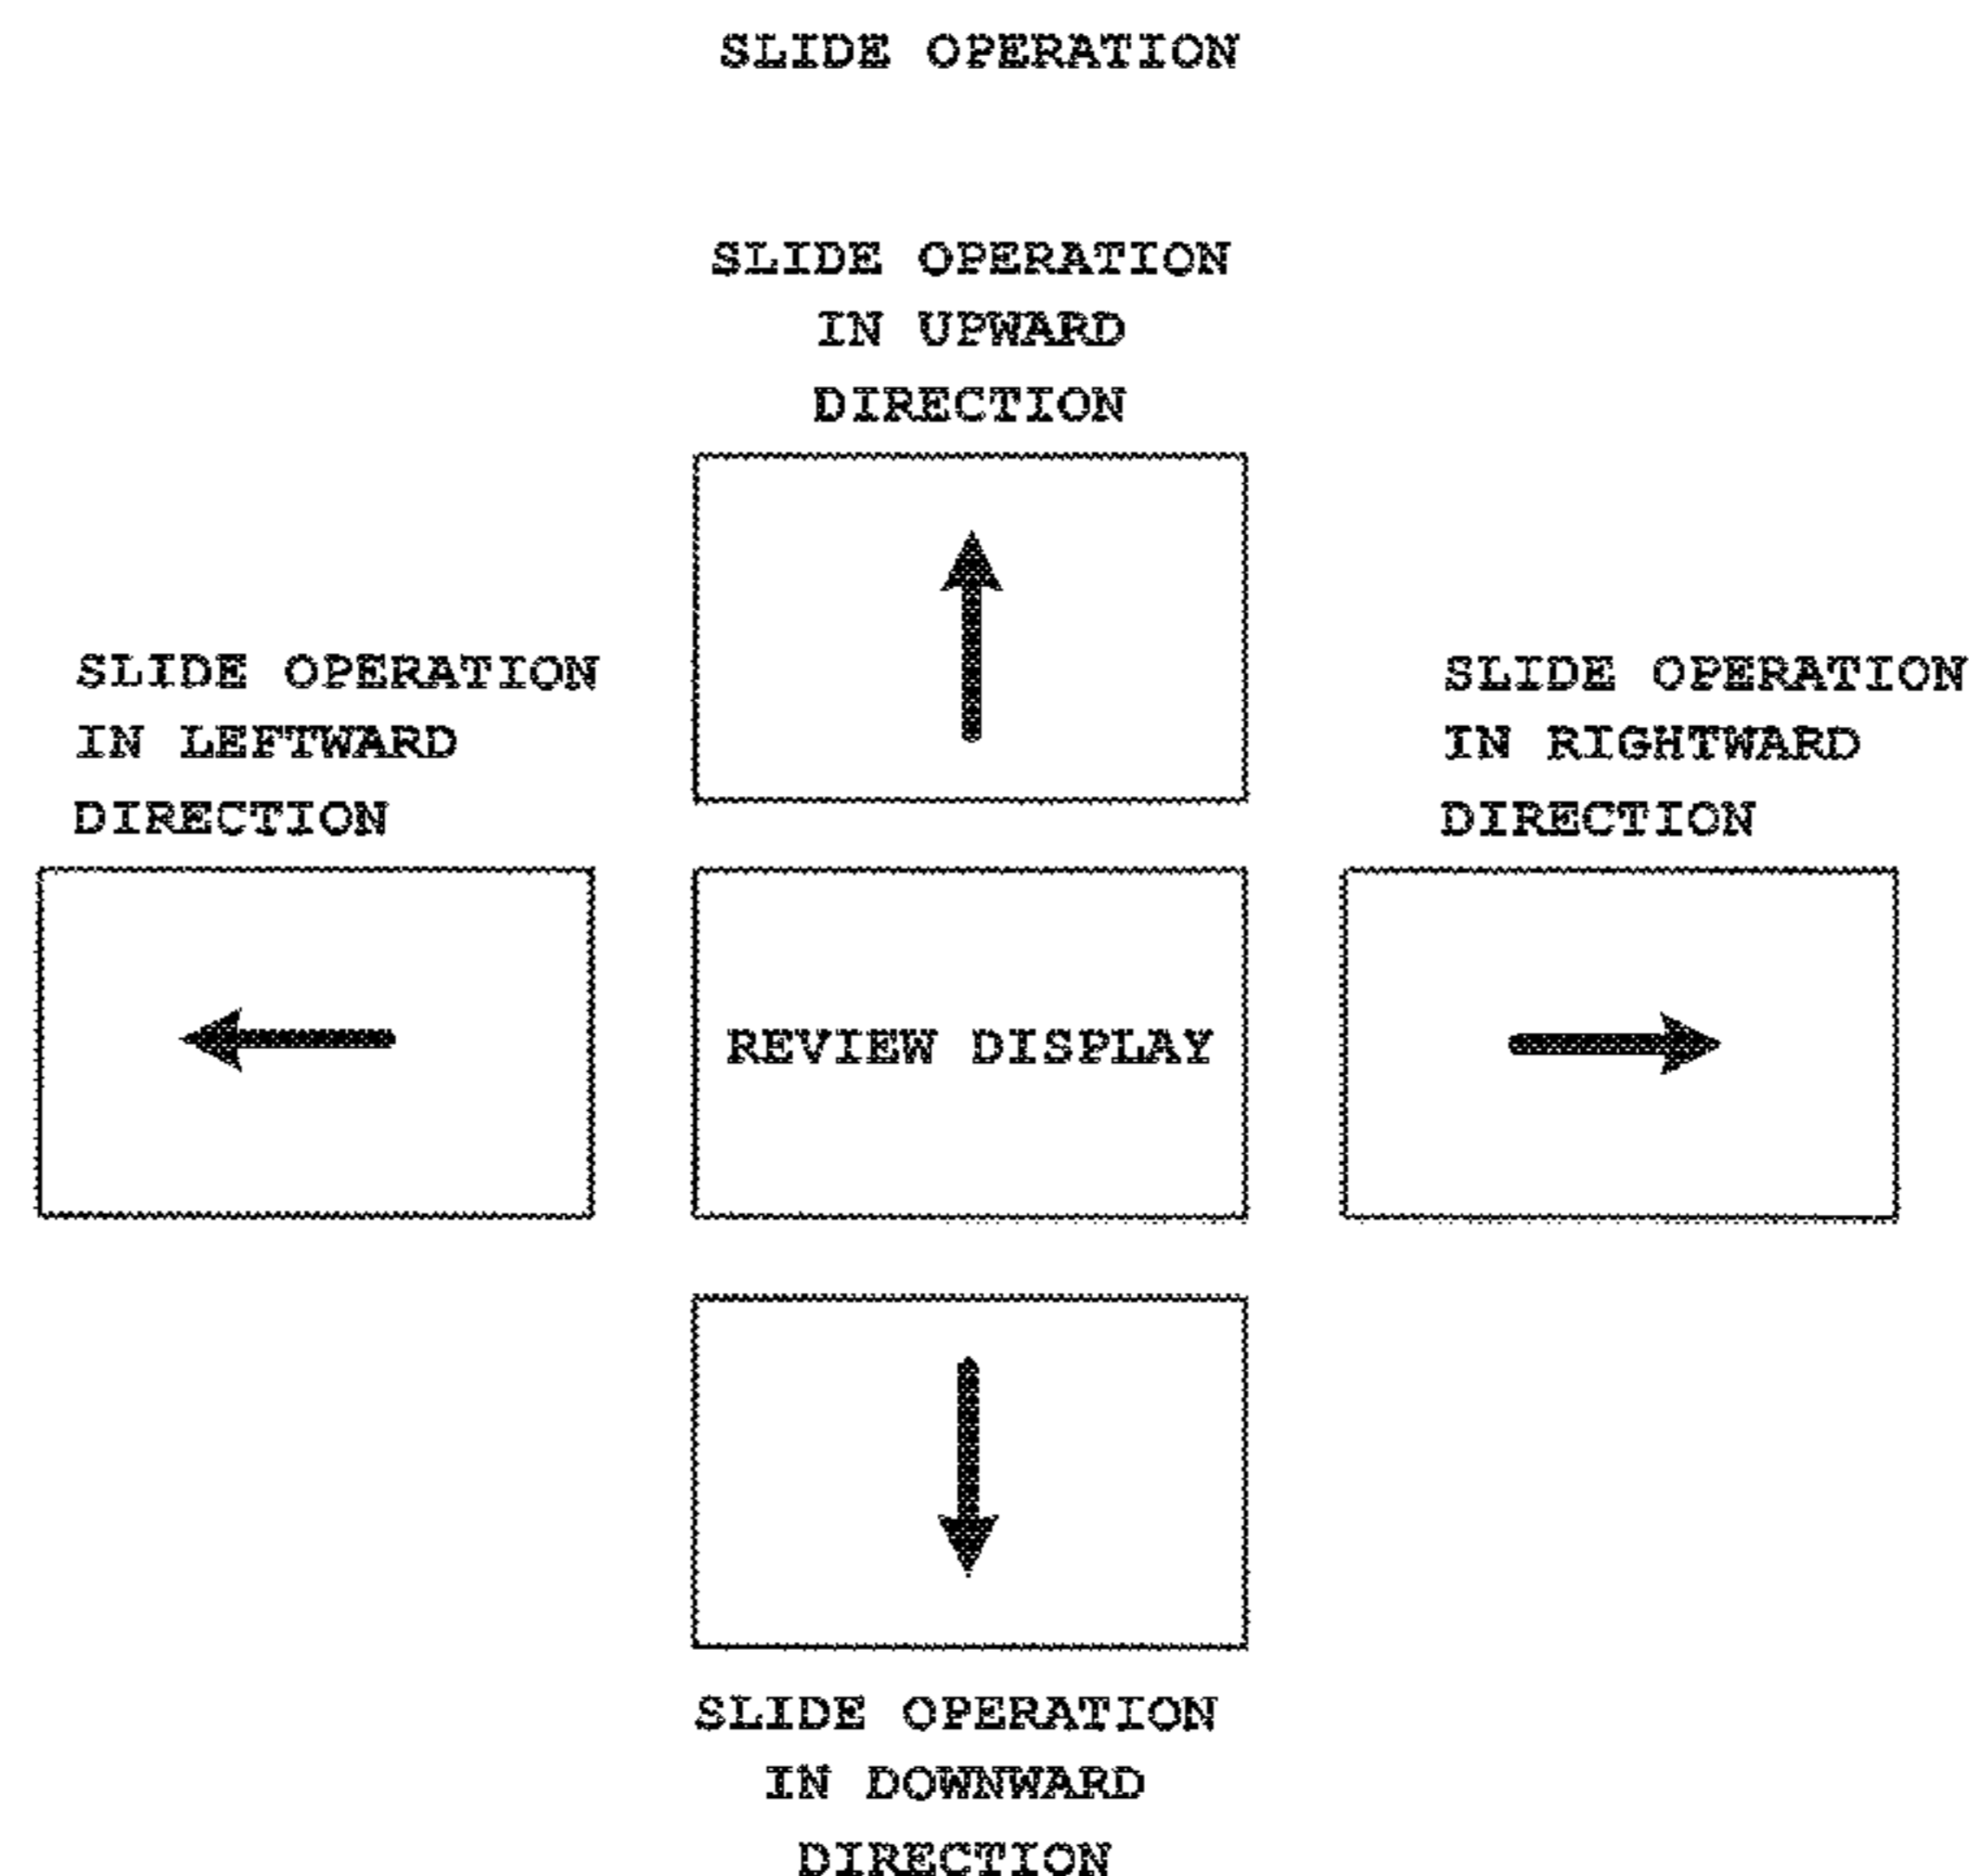 SLIDE OPERATION
SLIDE OPERATION
IN UPWARD
DIRECTION
SLIDE OPERATION
IN LEFTWARD
DIRECTION
SLIDE OPERATION
IN RIGHTWARD
DIRECTION
REVIEW DISPLAY
SLIDE OPERATION
IN DOWNWARD
DIRECTION